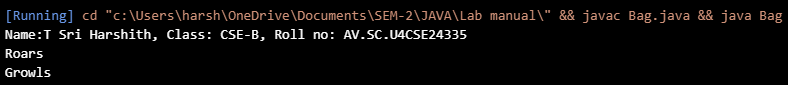 [Running] cd "c:\Users\harsh\OneDrive\Documents\SEM-2\JAVA\Lab manual\" && javac Bag.java && java Bag
Name:T Sri Harshith, Class: CSE-B, Roll no: AV.SC.U4CSE24335
Roars
Growls